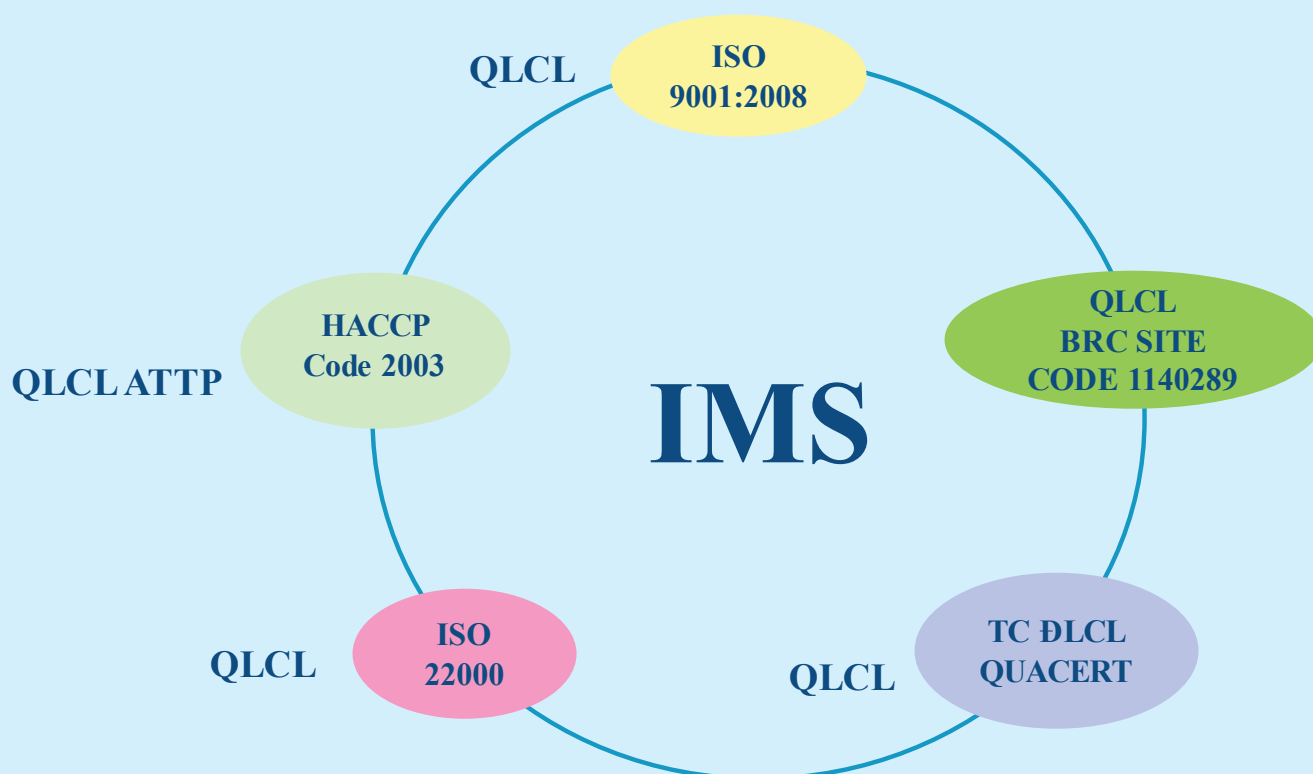 QLCL
ISO
9001:2008
HACCP
Code 2003
QLCL ATTP
QLCL
BRC SITE
CODE 1140289
IMS
QLCL
ISO
22000
QLCL
TC ĐLCL
QUACERT